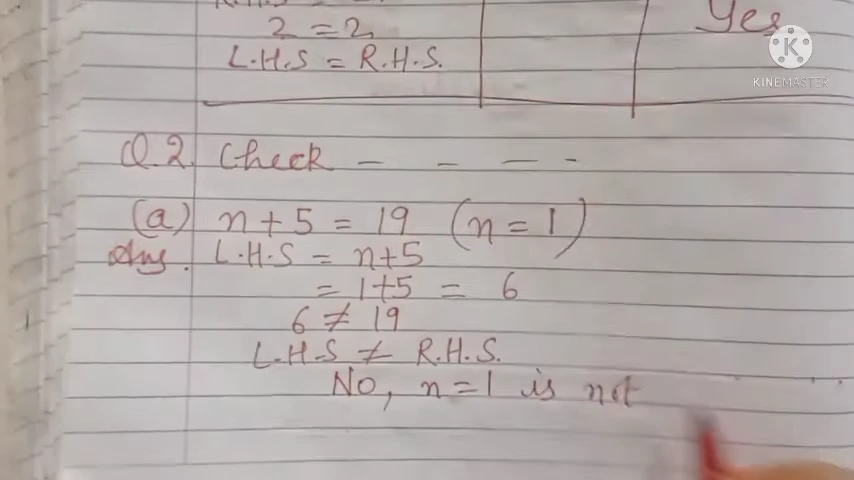 2 = 2
L.H.S = R.H.S.
Yes
KINEMASTER
Q.2. Check - - - -
(a) n + 5 = 19 (n = 1)
Ans. L.H.S = n+5
= 1+5 = 6
6 ≠ 19
L.H.S ≠ R.H.S.
No, n=1 is not